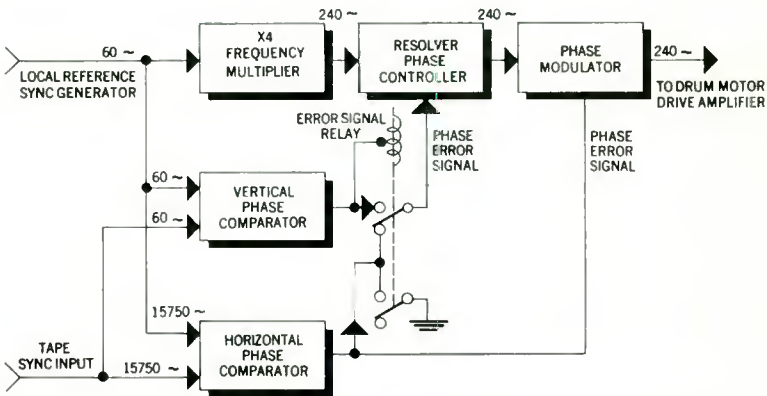 240 ~
240 ~
60 ~
X4
FREQUENCY
MULTIPLIER
RESOLVER
PHASE
CONTROLLER
PHASE
MODULATOR
240 ~
LOCAL REFERENCE
SYNC GENERATOR
TO DRUM MOTOR
DRIVE AMPLIFIER
ERROR SIGNAL
RELAY
PHASE
ERROR
SIGNAL
PHASE
ERROR
SIGNAL
60 ~
60 ~
VERTICAL
PHASE
COMPARATOR
15750 ~
TAPE
SYNC INPUT
15750 ~
HORIZONTAL
PHASE
COMPARATOR